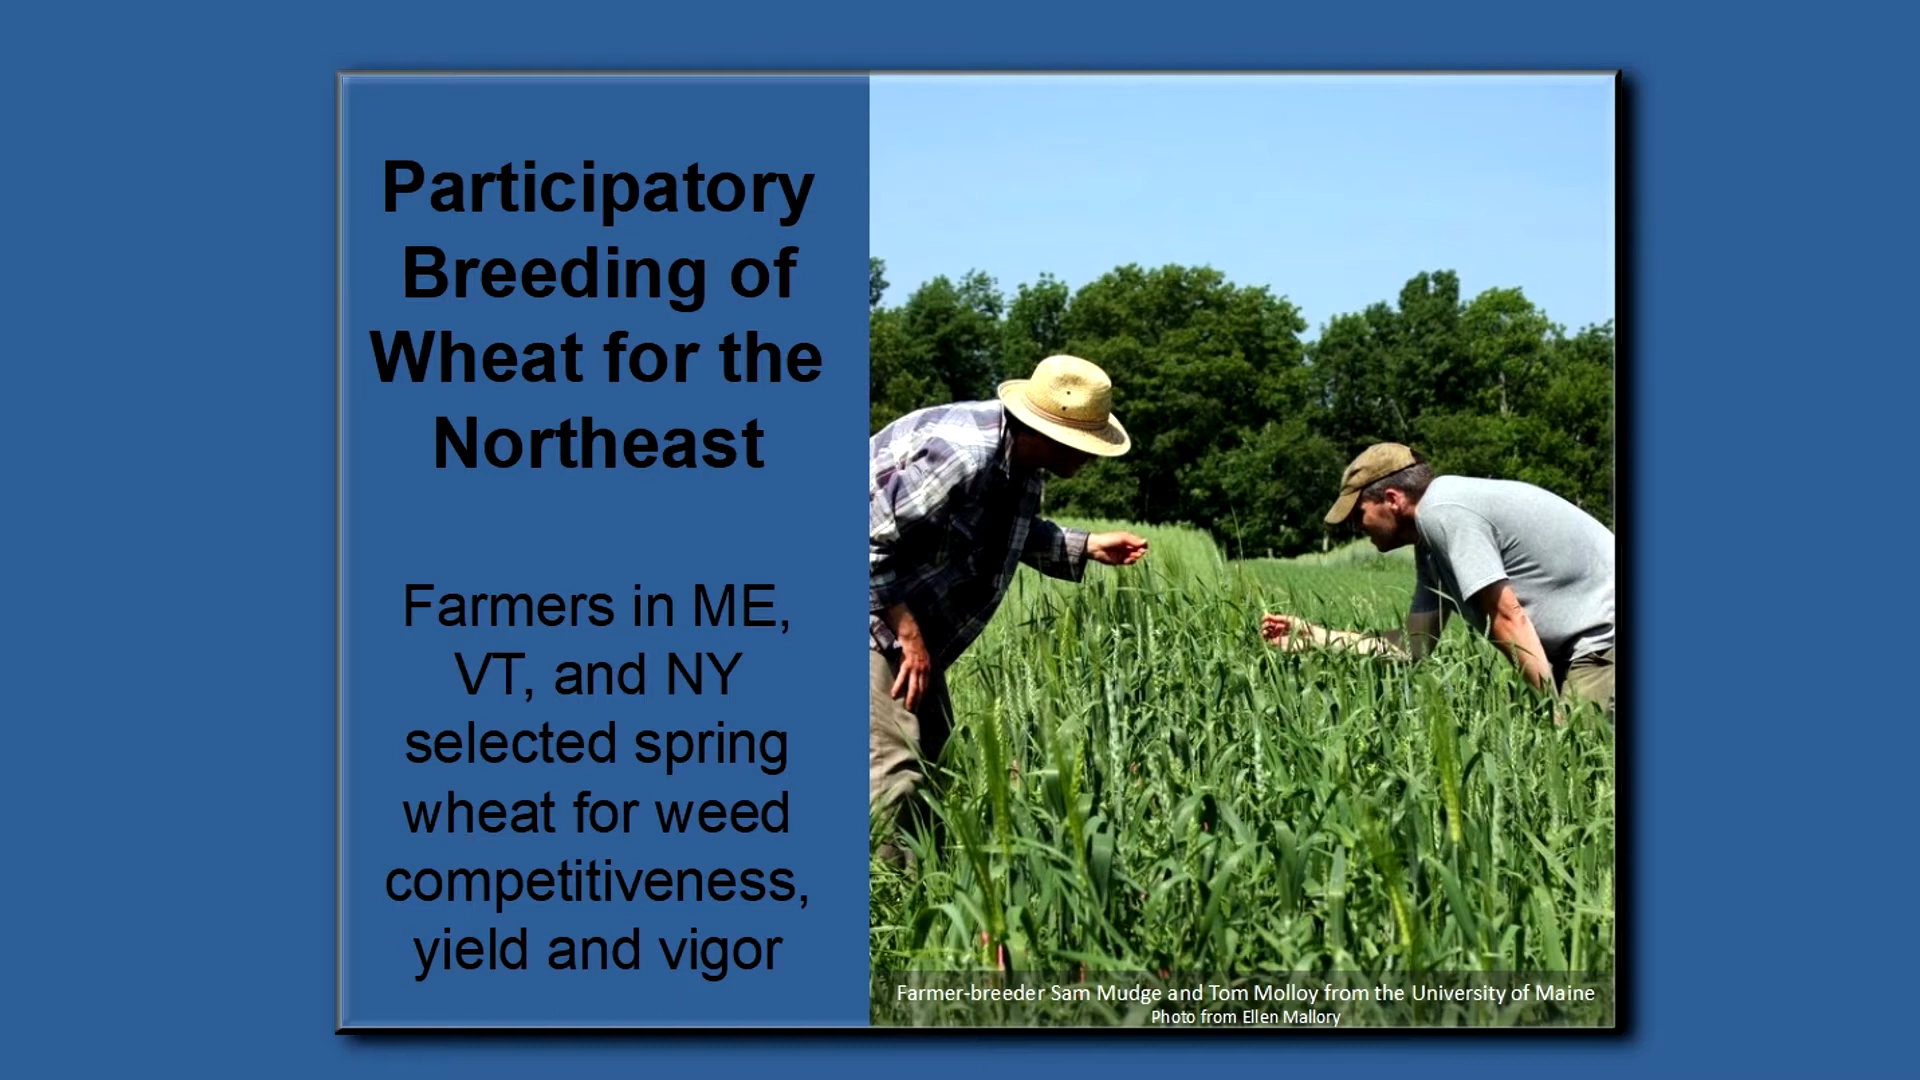 Participatory
Breeding of
Wheat for the
Northeast
Farmers in ME,
VT, and NY
selected spring
wheat for weed
competitiveness,
yield and vigor
Farmer-breeder Sam Mudge and Tom Molloy from the University of Maine
Photo from Ellen Mallory